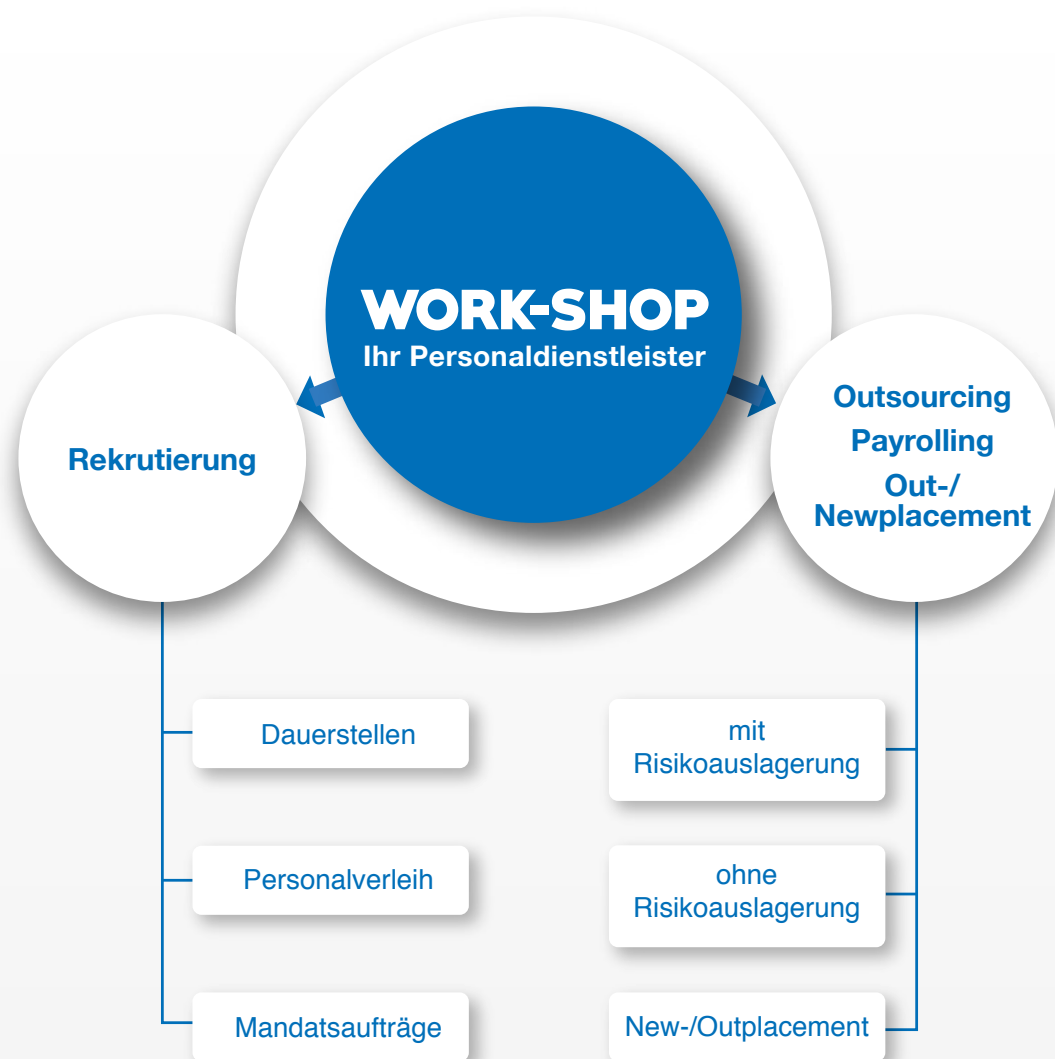 WORK-SHOP
Ihr Personaldienstleister
Rekrutierung
Outsourcing
Payrolling
Out-/
Newplacement
Dauerstellen
Personalverleih
Mandatsaufträge
mit
Risikoauslagerung
ohne
Risikoauslagerung
New-/Outplacement